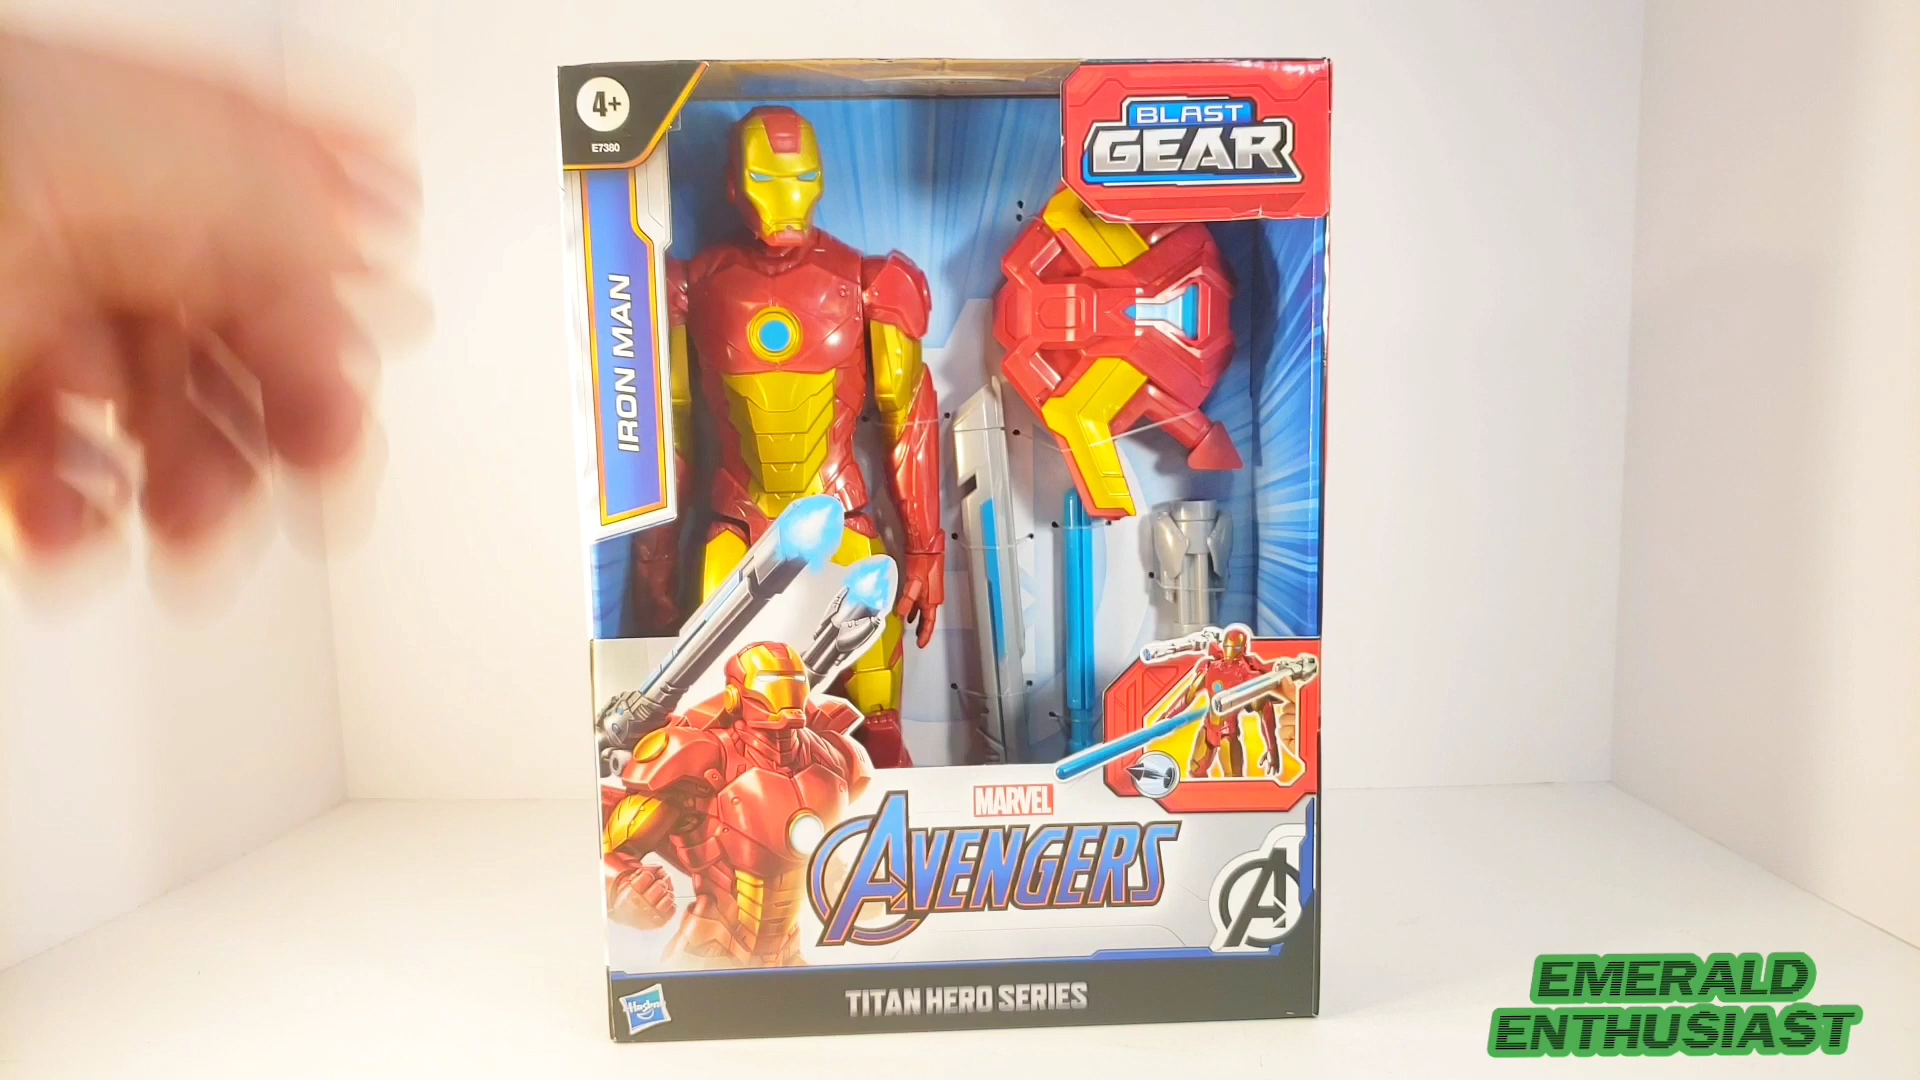 4+
E7380
BLAST
GEAR
IRON MAN
MARVEL
AVENGERS
A
Hasbro
TITAN HERO SERIES
EMERALD
ENTHUSIAST